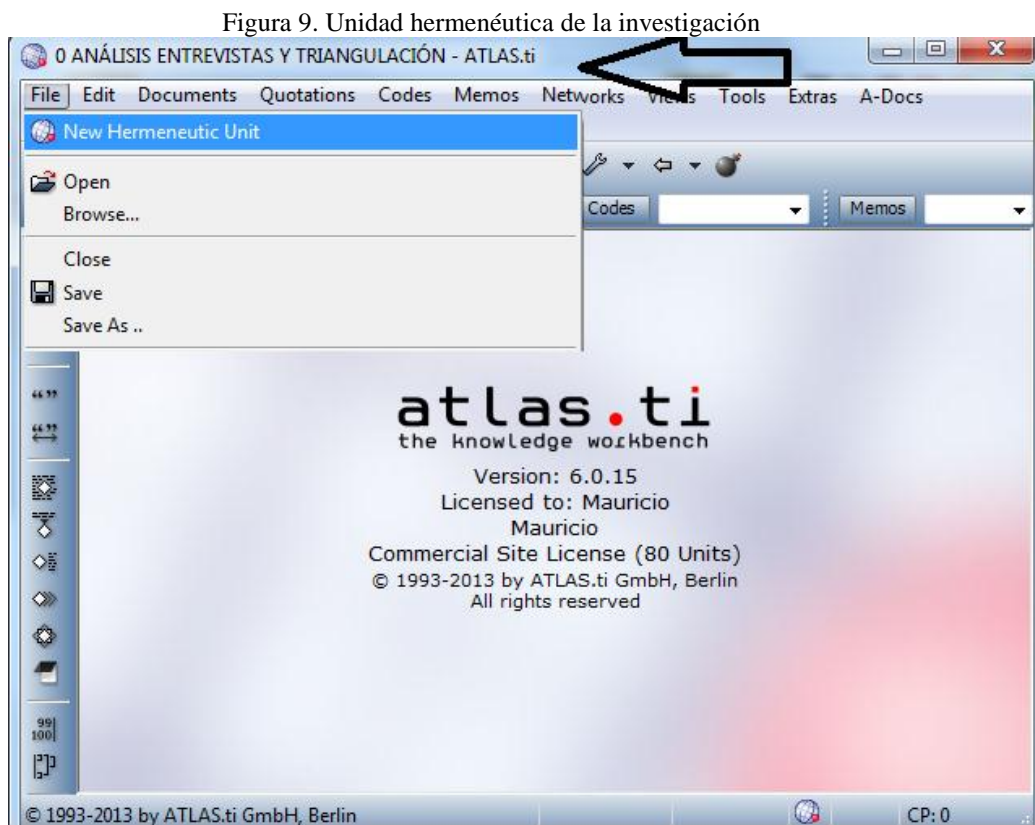 Figura 9. Unidad hermenéutica de la investigación
0 ANÁLISIS ENTREVISTAS Y TRIANGULACIÓN - ATLAS.ti
File Edit Documents Quotations Codes Memos Networks Views Tools Extras A-Docs
New Hermeneutic Unit
Open
Browse...
Codes Memos
Close
Save
Save As ..
atlas.ti
the knowledge workbench
Version: 6.0.15
Licensed to: Mauricio
Mauricio
Commercial Site License (80 Units)
© 1993-2013 by ATLAS.ti GmbH, Berlin
All rights reserved
99
100
© 1993-2013 by ATLAS.ti GmbH, Berlin CP: 0